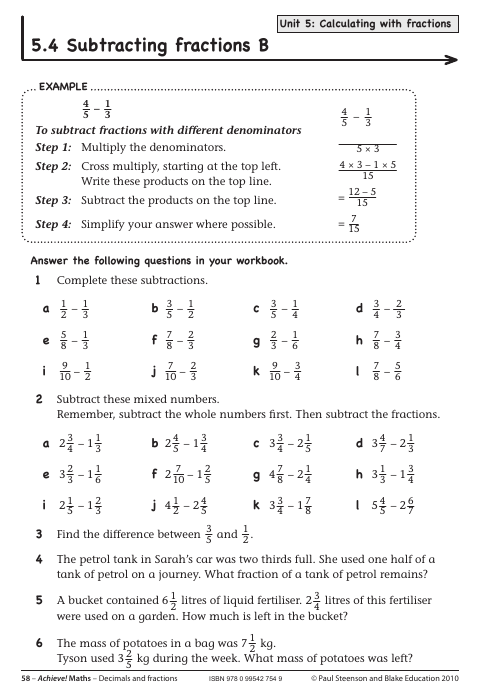 Unit 5: Calculating with fractions
5.4 Subtracting fractions B
EXAMPLE
4/5 – 1/3
4/5 – 1/3
To subtract fractions with different denominators
Step 1: Multiply the denominators.
5 × 3
Step 2: Cross multiply, starting at the top left.
Write these products on the top line.
4 × 3 – 1 × 5 / 15
Step 3: Subtract the products on the top line.
= 12 – 5 / 15
Step 4: Simplify your answer where possible.
= 7/15
Answer the following questions in your workbook.
1 Complete these subtractions.
a 1/2 – 1/3 b 3/5 – 1/2 c 3/5 – 1/4 d 3/4 – 2/3
e 5/8 – 1/3 f 7/8 – 2/3 g 2/3 – 1/6 h 7/8 – 3/4
i 9/10 – 1/2 j 7/10 – 2/3 k 9/10 – 3/4 l 7/8 – 5/6
2 Subtract these mixed numbers.
Remember, subtract the whole numbers first. Then subtract the fractions.
a 2 3/4 – 1 1/3 b 2 4/5 – 1 3/4 c 3 3/4 – 2 1/5 d 3 4/7 – 2 1/3
e 3 2/3 – 1 1/6 f 2 7/10 – 1 2/5 g 4 7/8 – 2 1/4 h 3 1/3 – 1 3/4
i 2 1/5 – 1 2/3 j 4 1/2 – 2 4/5 k 3 3/4 – 1 7/8 l 5 4/5 – 2 6/7
3 Find the difference between 3/5 and 1/2.
4 The petrol tank in Sarah's car was two thirds full. She used one half of a
tank of petrol on a journey. What fraction of a tank of petrol remains?
5 A bucket contained 6 1/2 litres of liquid fertiliser. 2 3/4 litres of this fertiliser
were used on a garden. How much is left in the bucket?
6 The mass of potatoes in a bag was 7 1/2 kg.
Tyson used 3 2/5 kg during the week. What mass of potatoes was left?
58 – Achieve! Maths – Decimals and fractions ISBN 978 0 99542 754 9 © Paul Steenson and Blake Education 2010